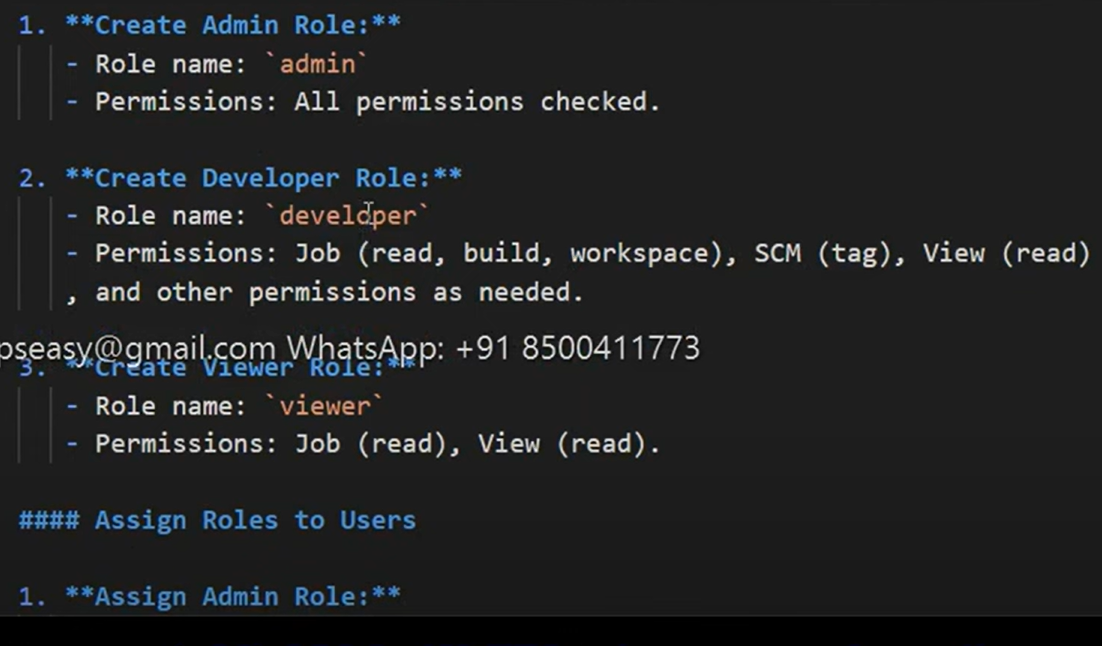 1. **Create Admin Role:**
- Role name: `admin`
- Permissions: All permissions checked.
2. **Create Developer Role:**
- Role name: `developer`
- Permissions: Job (read, build, workspace), SCM (tag), View (read)
, and other permissions as needed.
pseasy@gmail.com WhatsApp: +91 8500411773
3. **Create Viewer Role:**
- Role name: `viewer`
- Permissions: Job (read), View (read).
#### Assign Roles to Users
1. **Assign Admin Role:**